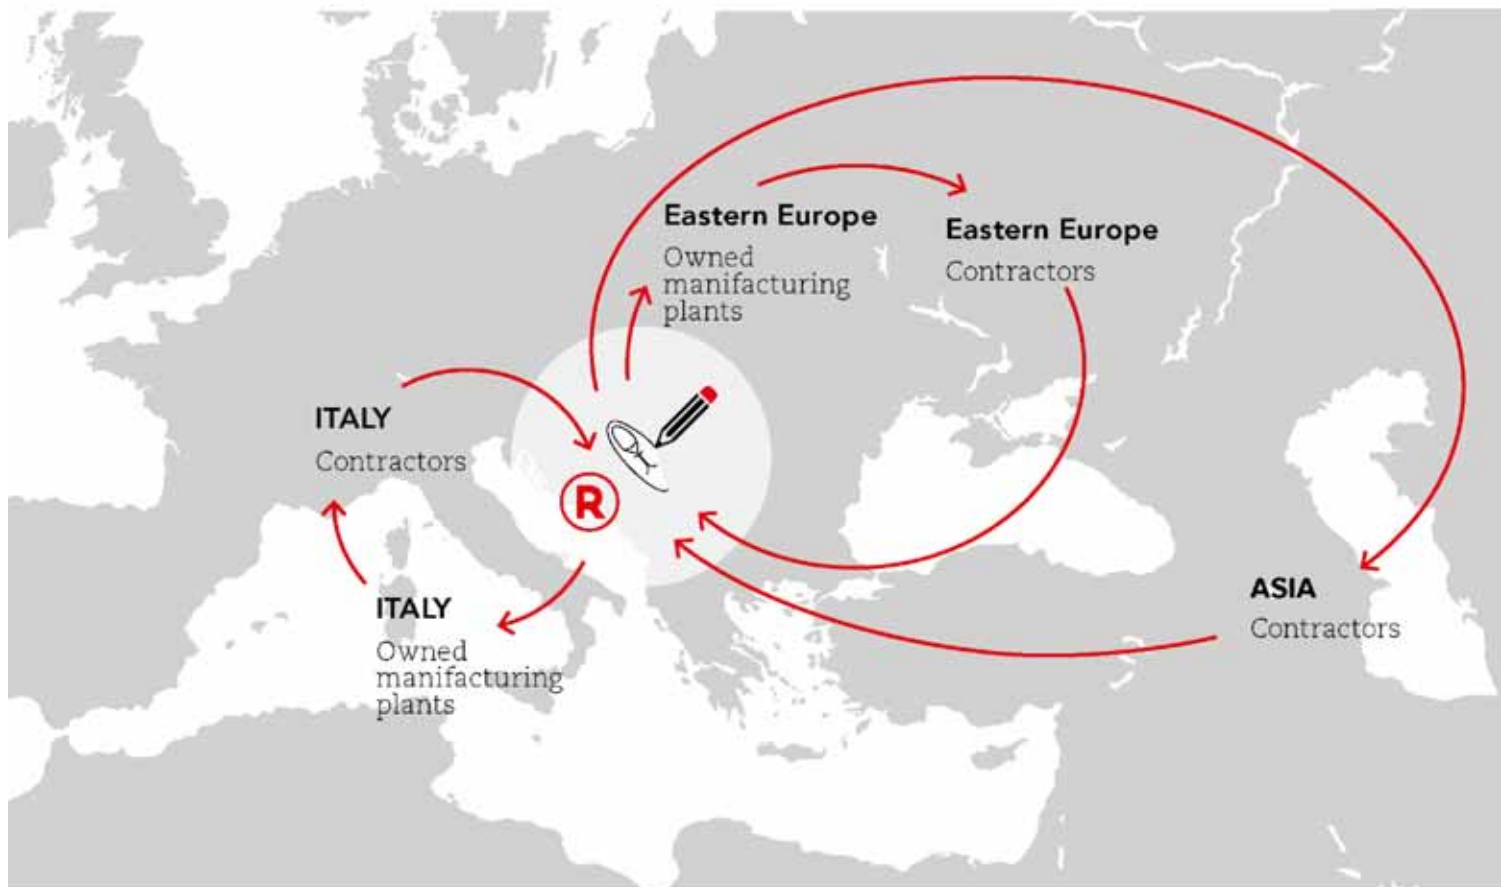 Eastern Europe
Owned
manifacturing
plants
Eastern Europe
Contractors
ITALY
Contractors
R
ITALY
Owned
manifacturing
plants
ASIA
Contractors